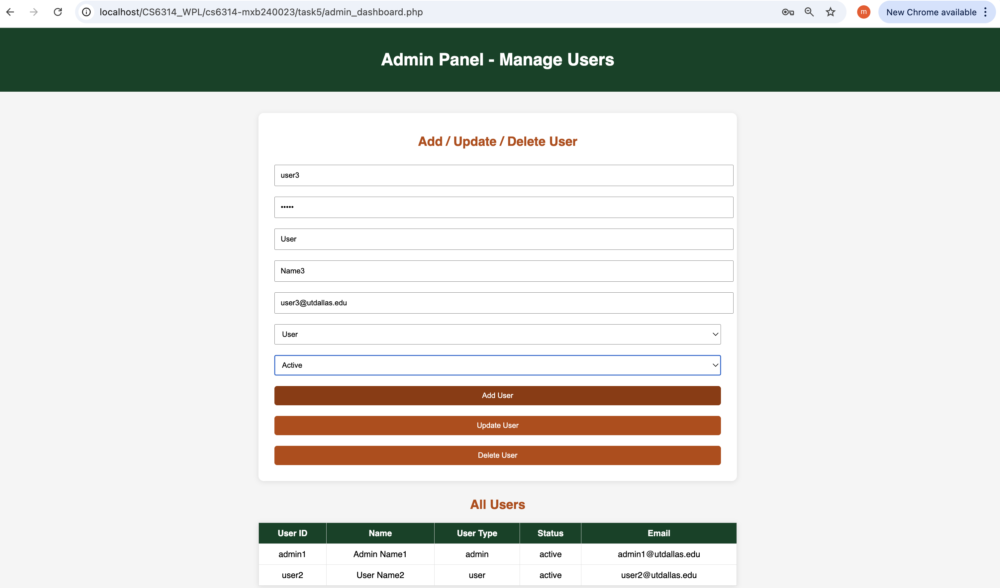 localhost/CS6314_WPL/cs6314-mxb240023/task5/admin_dashboard.php m New Chrome available
Admin Panel - Manage Users
Add / Update / Delete User
user3
•••••
User
Name3
user3@utdallas.edu
User
Active
Add User
Update User
Delete User
All Users
User ID Name User Type Status Email
admin1 Admin Name1 admin active admin1@utdallas.edu
user2 User Name2 user active user2@utdallas.edu